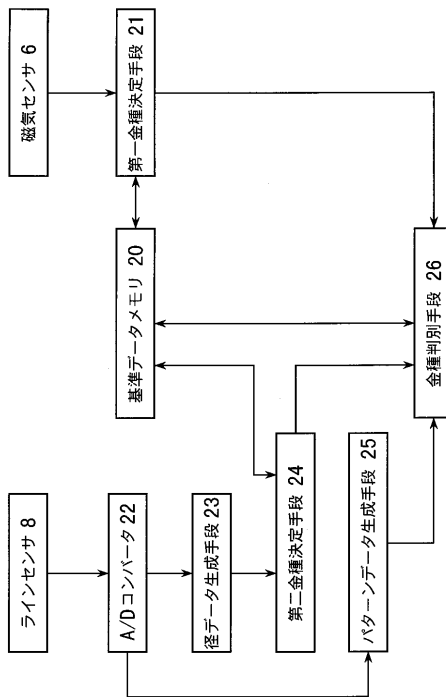 ラインセンサ 8
磁気センサ 6
A/Dコンバータ 22
基準データメモリ 20
第一金種決定手段 21
径データ生成手段 23
第二金種決定手段 24
パターンデータ生成手段 25
金種判別手段 26